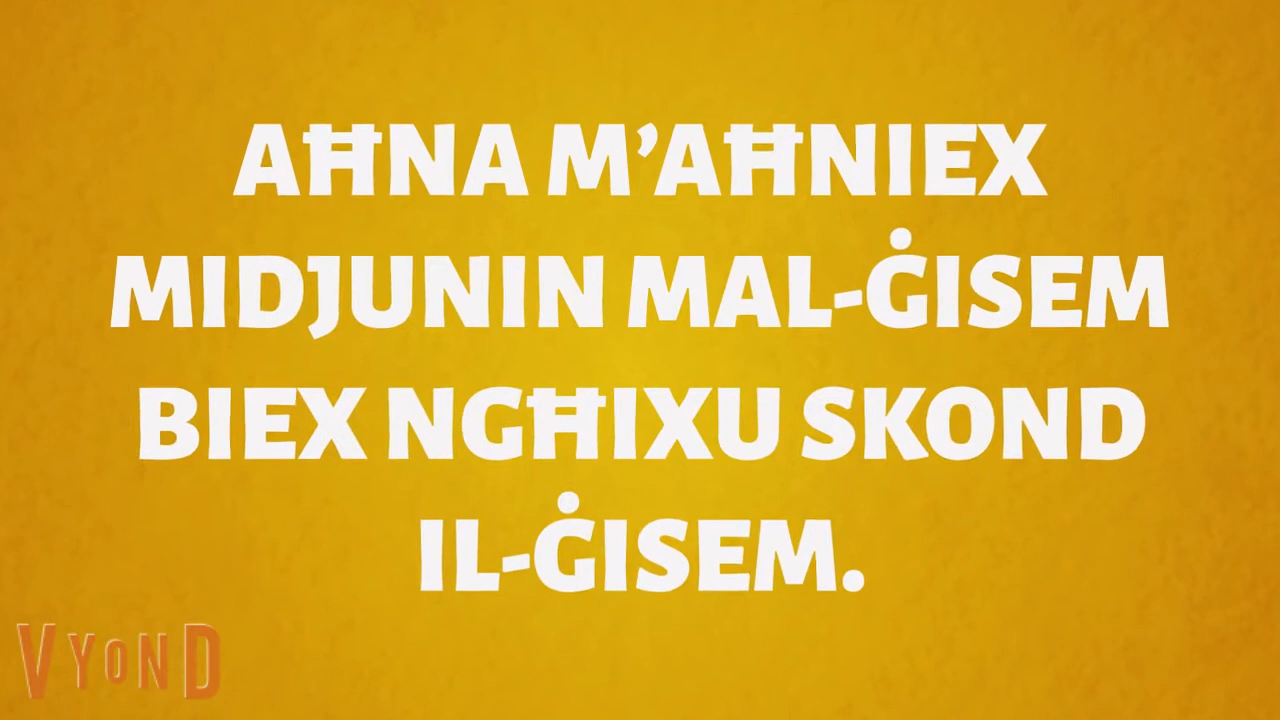 AĦNA M'AĦNIEX
MIDJUNIN MAL-ĠISEM
BIEX NGĦIXU SKOND
IL-ĠISEM.
VYOND